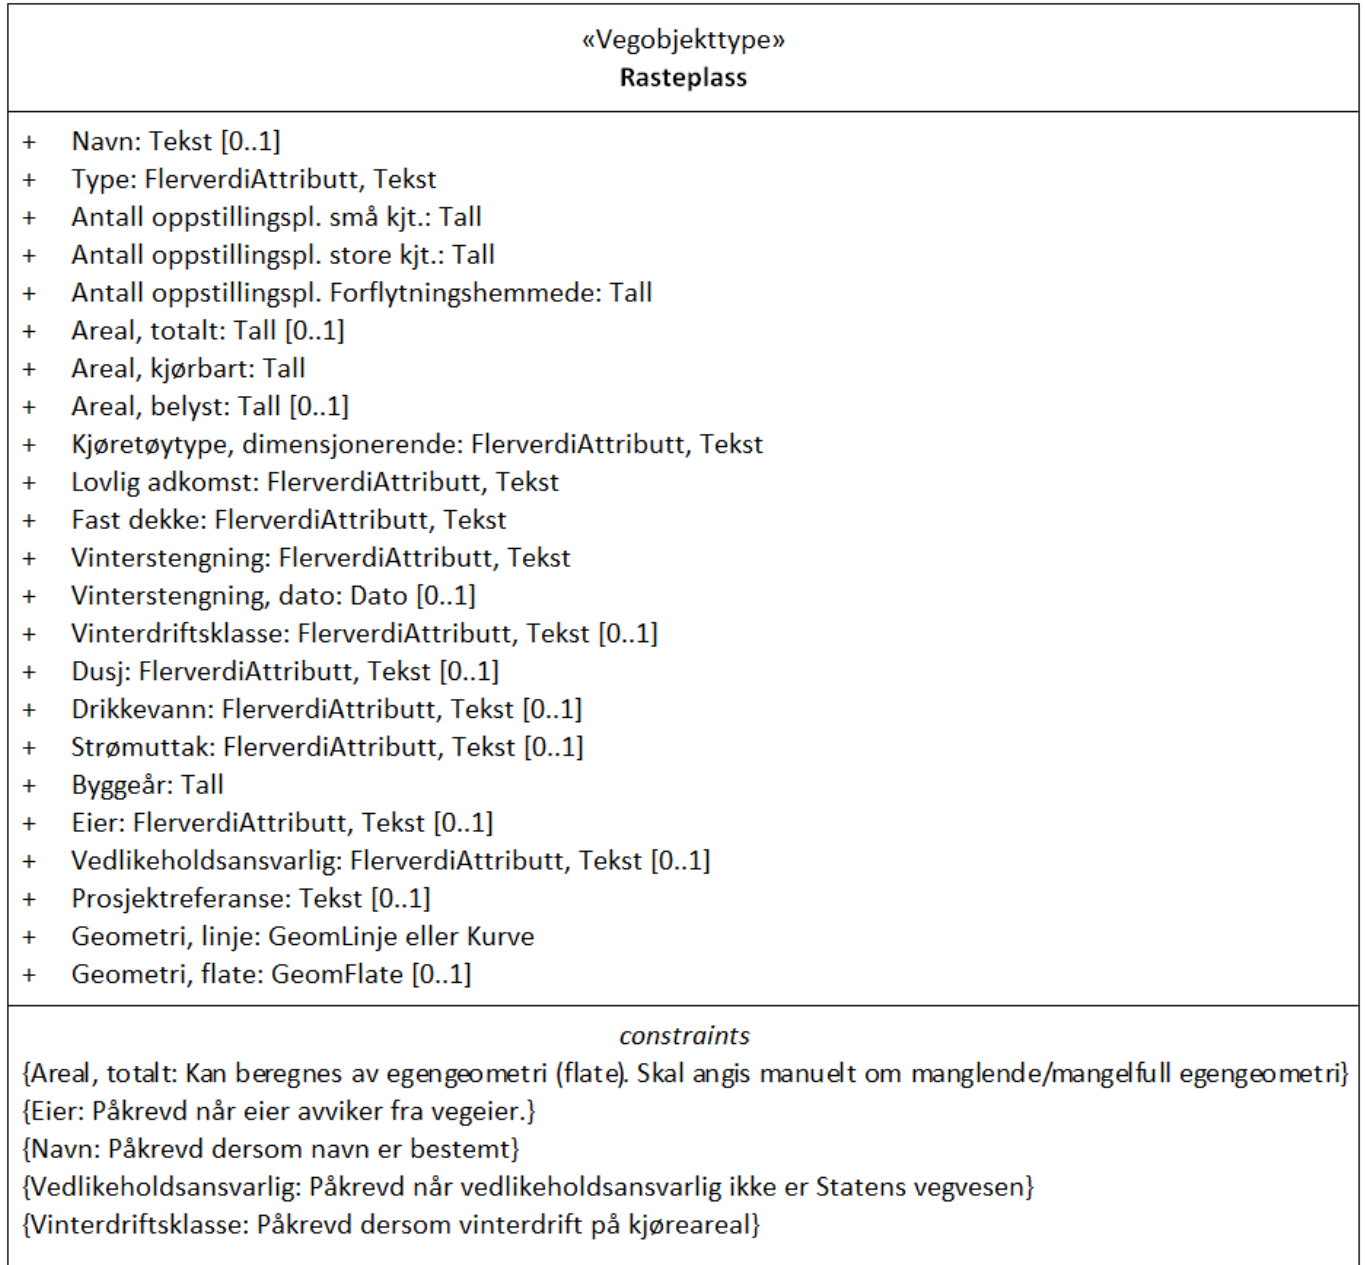 «Vegobjekttype»
Rasteplass
+ Navn: Tekst [0..1]
+ Type: FlerverdiAttributt, Tekst
+ Antall oppstillingspl. små kjt.: Tall
+ Antall oppstillingspl. store kjt.: Tall
+ Antall oppstillingspl. Forflytningshemmede: Tall
+ Areal, totalt: Tall [0..1]
+ Areal, kjørbart: Tall
+ Areal, belyst: Tall [0..1]
+ Kjøretøytype, dimensjonerende: FlerverdiAttributt, Tekst
+ Lovlig adkomst: FlerverdiAttributt, Tekst
+ Fast dekke: FlerverdiAttributt, Tekst
+ Vinterstengning: FlerverdiAttributt, Tekst
+ Vinterstengning, dato: Dato [0..1]
+ Vinterdriftsklasse: FlerverdiAttributt, Tekst [0..1]
+ Dusj: FlerverdiAttributt, Tekst [0..1]
+ Drikkevann: FlerverdiAttributt, Tekst [0..1]
+ Strømuttak: FlerverdiAttributt, Tekst [0..1]
+ Byggeår: Tall
+ Eier: FlerverdiAttributt, Tekst [0..1]
+ Vedlikeholdsansvarlig: FlerverdiAttributt, Tekst [0..1]
+ Prosjektreferanse: Tekst [0..1]
+ Geometri, linje: GeomLinje eller Kurve
+ Geometri, flate: GeomFlate [0..1]
constraints
{Areal, totalt: Kan beregnes av egengeometri (flate). Skal angis manuelt om manglende/mangelfull egengeometri}
{Eier: Påkrevd når eier avviker fra vegeier.}
{Navn: Påkrevd dersom navn er bestemt}
{Vedlikeholdsansvarlig: Påkrevd når vedlikeholdsansvarlig ikke er Statens vegvesen}
{Vinterdriftsklasse: Påkrevd dersom vinterdrift på kjøreareal}